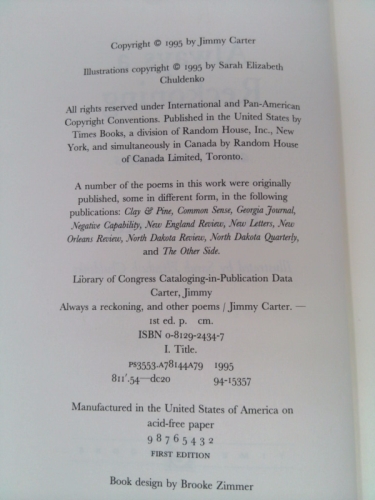 Copyright © 1995 by Jimmy Carter
Illustrations copyright © 1995 by Sarah Elizabeth
Chuldenko
All rights reserved under International and Pan-American
Copyright Conventions. Published in the United States by
Times Books, a division of Random House, Inc., New
York, and simultaneously in Canada by Random House
of Canada Limited, Toronto.
A number of the poems in this work were originally
published, some in different form, in the following
publications: Clay & Pine, Common Sense, Georgia Journal,
Negative Capability, New England Review, New Letters, New
Orleans Review, North Dakota Review, North Dakota Quarterly,
and The Other Side.
Library of Congress Cataloging-in-Publication Data
Carter, Jimmy
Always a reckoning, and other poems / Jimmy Carter. —
1st ed. p. cm.
ISBN 0-8129-2434-7
I. Title.
PS3553.A78144A79 1995
811'.54—dc20 94-15357
Manufactured in the United States of America on
acid-free paper
9 8 7 6 5 4 3 2
FIRST EDITION
Book design by Brooke Zimmer